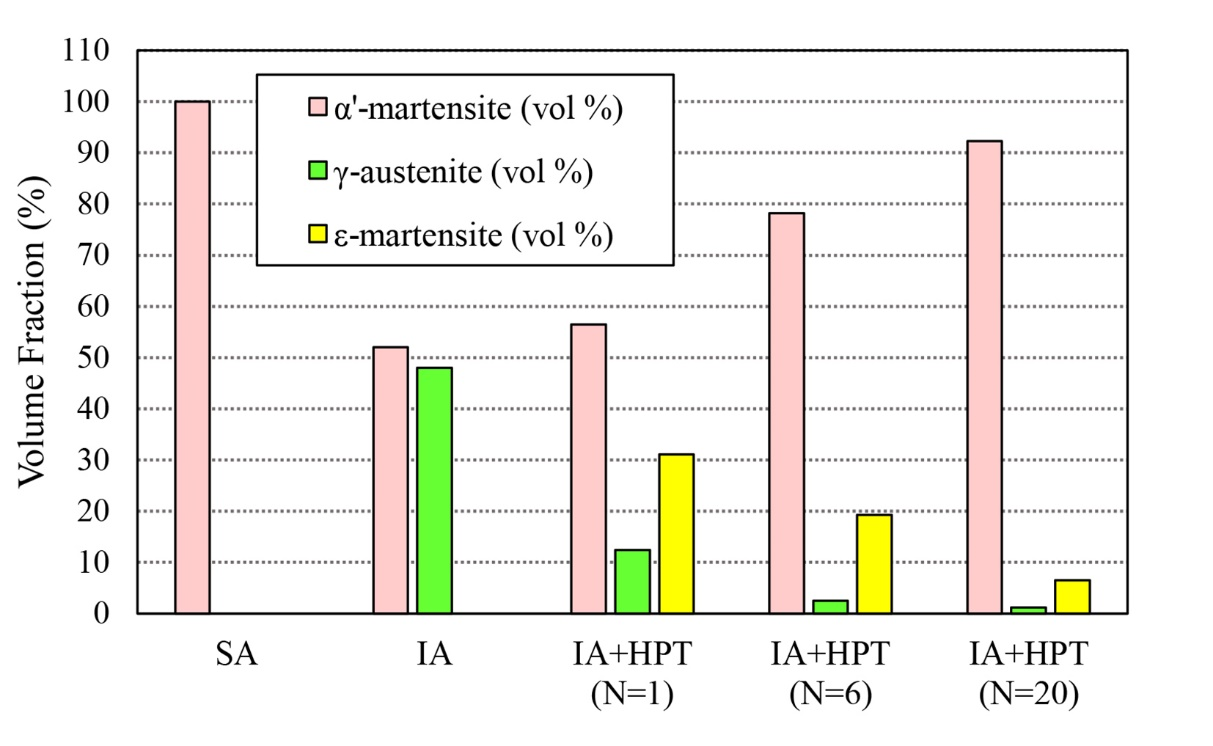 110
100
90
80
70
60
50
40
30
20
10
0
Volume Fraction (%)
α'-martensite (vol %)
γ-austenite (vol %)
ε-martensite (vol %)
SA
IA
IA+HPT
(N=1)
IA+HPT
(N=6)
IA+HPT
(N=20)